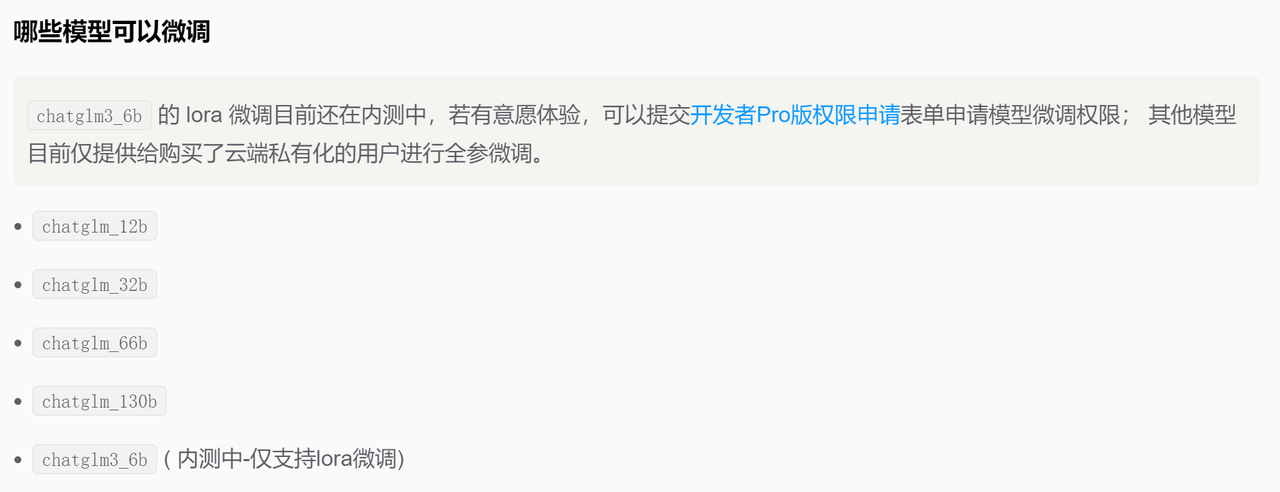 哪些模型可以微调
chatglm3_6b 的 lora 微调目前还在内测中，若有意愿体验，可以提交开发者Pro版权限申请表单申请模型微调权限； 其他模型
目前仅提供给购买了云端私有化的用户进行全参微调。
• chatglm_12b
• chatglm_32b
• chatglm_66b
• chatglm_130b
• chatglm3_6b ( 内测中-仅支持lora微调)